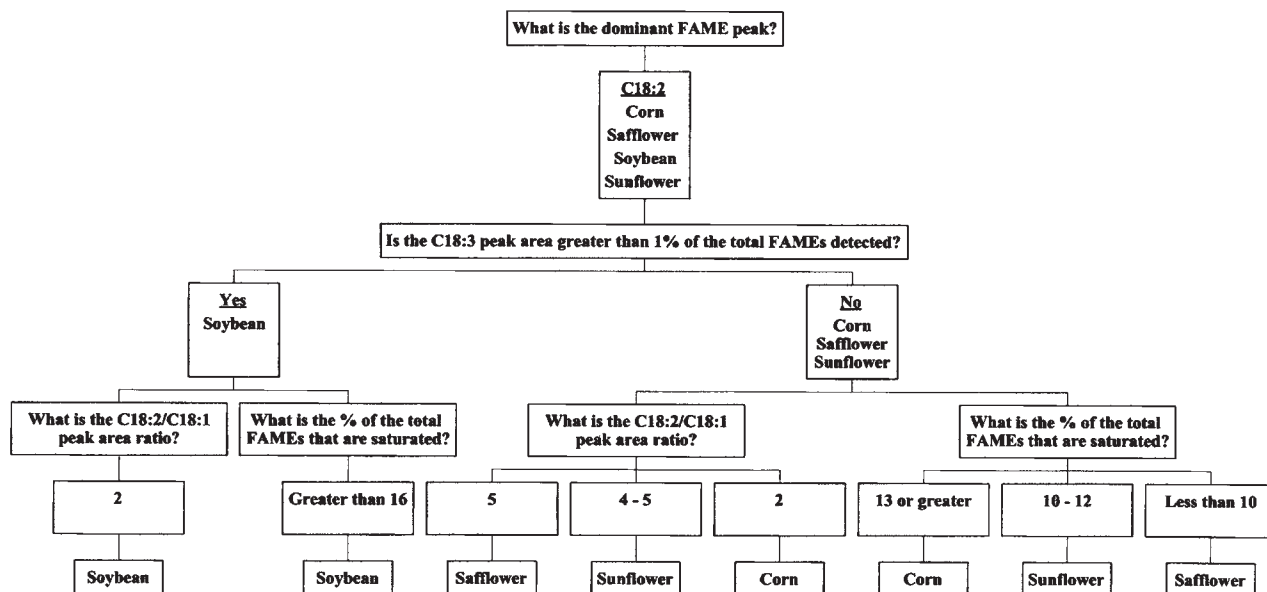 What is the dominant FAME peak?
C18:2
Corn
Safflower
Soybean
Sunflower
Is the C18:3 peak area greater than 1% of the total FAMEs detected?
Yes
Soybean
No
Corn
Safflower
Sunflower
What is the C18:2/C18:1
peak area ratio?
What is the % of the total
FAMEs that are saturated?
What is the C18:2/C18:1
peak area ratio?
What is the % of the total
FAMEs that are saturated?
2
Greater than 16
5
4 - 5
2
13 or greater
10 - 12
Less than 10
Soybean
Soybean
Safflower
Sunflower
Corn
Corn
Sunflower
Safflower